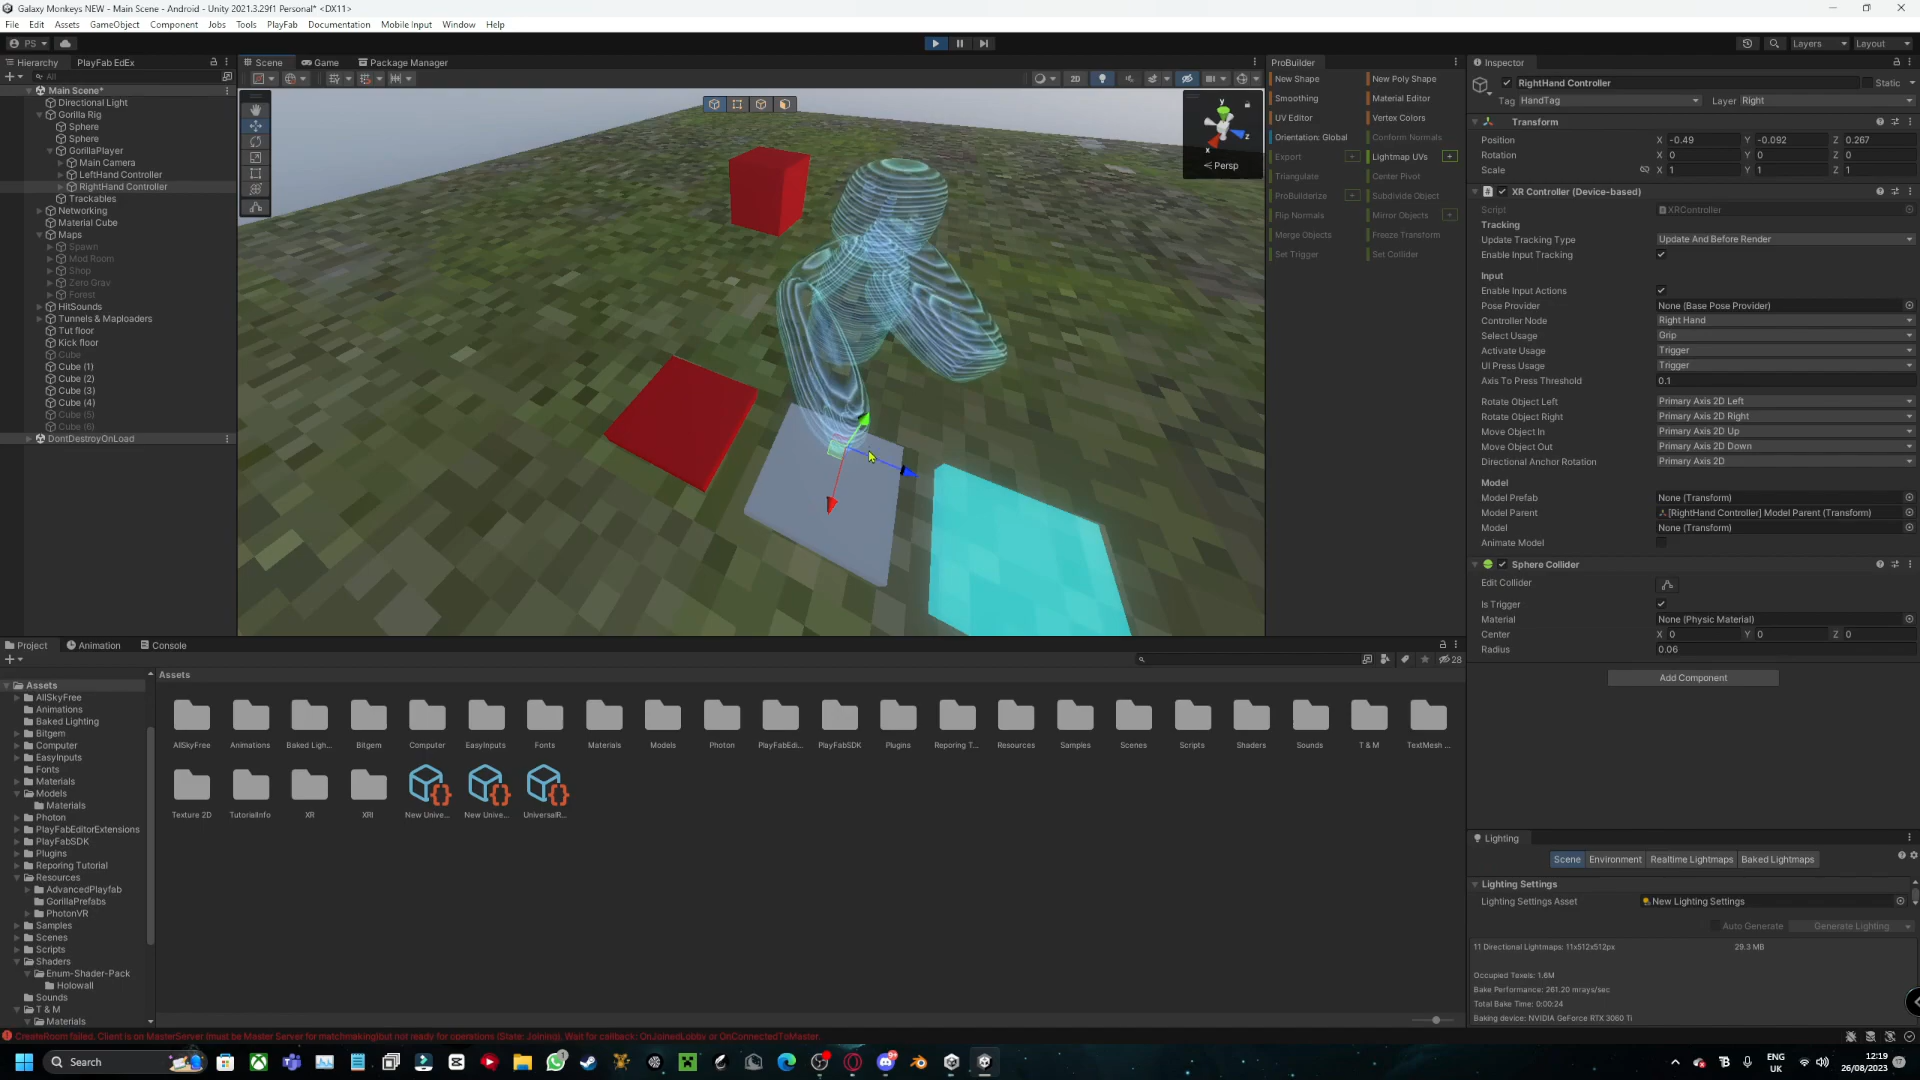 Galaxy Monkeys NEW - Main Scene - Android - Unity 2021.3.29f1 Personal* <DX11>
File Edit Assets GameObject Component Jobs Tools PlayFab Documentation Mobile Input Window Help
PS
Layers Layout
Hierarchy PlayFab EdEx
All
Main Scene*
Directional Light
Gorilla Rig
Sphere
Sphere
GorillaPlayer
Main Camera
LeftHand Controller
RightHand Controller
Trackables
Networking
Material Cube
Maps
Spawn
Mod Room
Shop
Zero Grav
Forest
HitSounds
Tunnels & Maploaders
Tut floor
Kick floor
Cube
Cube (1)
Cube (2)
Cube (3)
Cube (4)
Cube (5)
Cube (6)
DontDestroyOnLoad
Scene Game Package Manager
2D
y
z
x
Persp
ProBuilder
New Shape New Poly Shape
Smoothing Material Editor
UV Editor Vertex Colors
Orientation: Global Conform Normals
Export Lightmap UVs
Triangulate Center Pivot
ProBuilderize Subdivide Object
Flip Normals Mirror Objects
Merge Objects Freeze Transform
Set Trigger Set Collider
Inspector
RightHand Controller Static
Tag HandTag Layer Right
Transform
Position X -0.49 Y -0.092 Z 0.267
Rotation X 0 Y 0 Z 0
Scale X 1 Y 1 Z 1
XR Controller (Device-based)
Script XRController
Tracking
Update Tracking Type Update And Before Render
Enable Input Tracking
Input
Enable Input Actions
Pose Provider None (Base Pose Provider)
Controller Node Right Hand
Select Usage Grip
Activate Usage Trigger
UI Press Usage Trigger
Axis To Press Threshold 0.1
Rotate Object Left Primary Axis 2D Left
Rotate Object Right Primary Axis 2D Right
Move Object In Primary Axis 2D Up
Move Object Out Primary Axis 2D Down
Directional Anchor Rotation Primary Axis 2D
Model
Model Prefab None (Transform)
Model Parent [RightHand Controller] Model Parent (Transform)
Model None (Transform)
Animate Model
Sphere Collider
Edit Collider
Is Trigger
Material None (Physic Material)
Center X 0 Y 0 Z 0
Radius 0.06
Add Component
Project Animation Console
28
Assets
AllSkyFree
Animations
Baked Lighting
Bitgem
Computer
EasyInputs
Fonts
Materials
Models
Materials
Photon
PlayFabEditorExtensions
PlayFabSDK
Plugins
Reporing Tutorial
Resources
AdvancedPlayfab
GorillaPrefabs
PhotonVR
Samples
Scenes
Scripts
Shaders
Enum-Shader-Pack
Holowall
Sounds
T & M
Materials
Assets
AllSkyFree Animations Baked Ligh... Bitgem Computer EasyInputs Fonts Materials Models Photon PlayFabEdi... PlayFabSDK Plugins Reporing T... Resources Samples Scenes Scripts Shaders Sounds T & M TextMesh ...
Texture 2D TutorialInfo XR XRI New Unive... New Unive... UniversalR...
Lighting
Scene Environment Realtime Lightmaps Baked Lightmaps
Lighting Settings
Lighting Settings Asset New Lighting Settings
Auto Generate Generate Lighting
11 Directional Lightmaps: 11x512x512px 29.3 MB
Occupied Texels: 1.6M
Bake Performance: 261.20 mrays/sec
Total Bake Time: 0:00:24
Baking device: NVIDIA GeForce RTX 3060 Ti
CreateRoom failed. Client is on MasterServer (must be Master Server for matchmaking)but not ready for operations (State: Joining). Wait for callback: OnJoinedLobby or OnConnectedToMaster.
Search
ENG
UK
12:19
26/08/2023